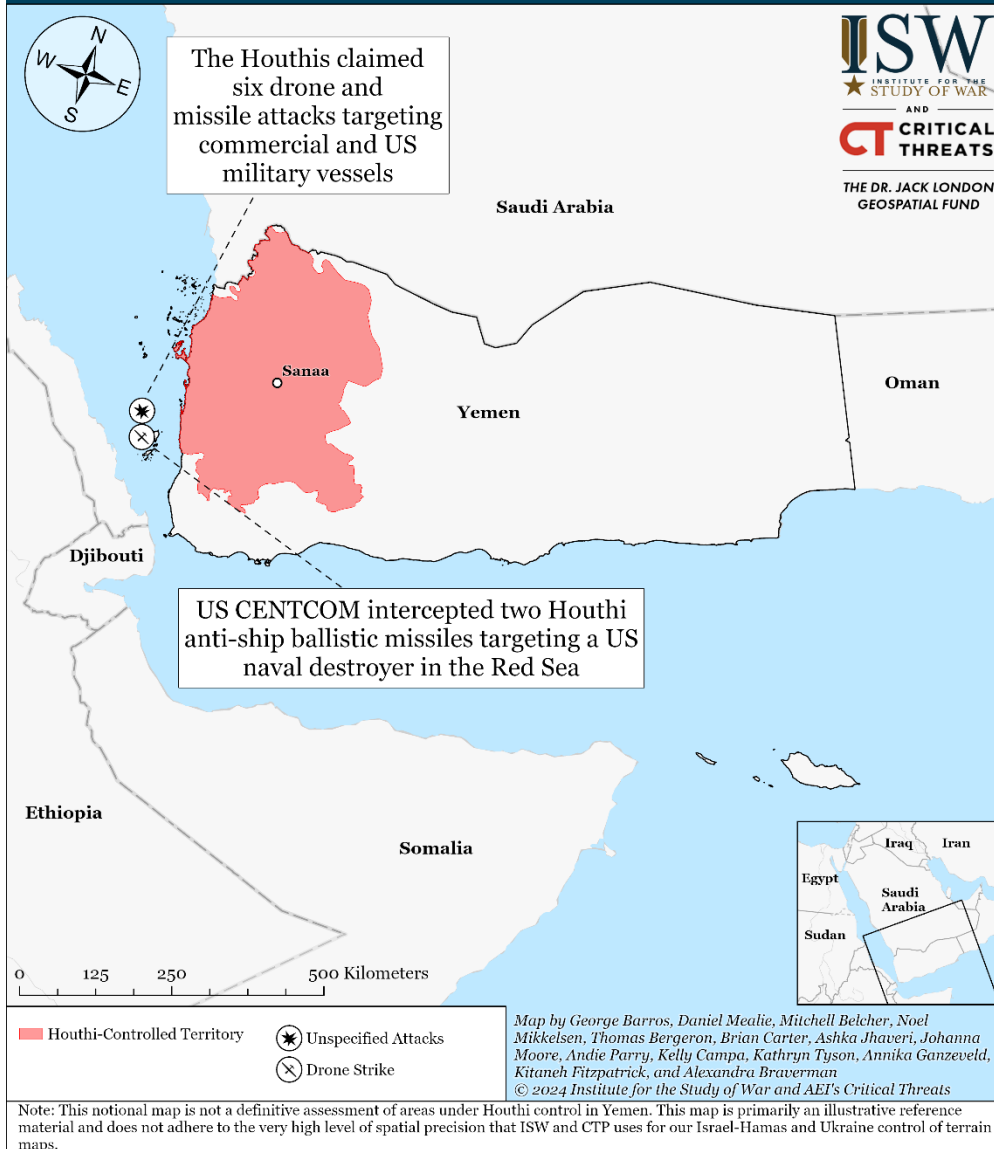 N
W
E
S
The Houthis claimed
six drone and
missile attacks targeting
commercial and US
military vessels
ISW
INSTITUTE FOR THE
STUDY OF WAR
AND
CT CRITICAL
THREATS
THE DR. JACK LONDON
GEOSPATIAL FUND
Saudi Arabia
Sanaa
Yemen
Oman
Djibouti
US CENTCOM intercepted two Houthi
anti-ship ballistic missiles targeting a US
naval destroyer in the Red Sea
Ethiopia
Somalia
Iraq
Iran
Egypt
Saudi
Arabia
Sudan
0 125 250 500 Kilometers
Houthi-Controlled Territory
Unspecified Attacks
Drone Strike
Map by George Barros, Daniel Mealie, Mitchell Belcher, Noel
Mikkelsen, Thomas Bergeron, Brian Carter, Ashka Jhaveri, Johanna
Moore, Andie Parry, Kelly Campa, Kathryn Tyson, Annika Ganzeveld,
Kitaneh Fitzpatrick, and Alexandra Braverman
© 2024 Institute for the Study of War and AEI's Critical Threats
Note: This notional map is not a definitive assessment of areas under Houthi control in Yemen. This map is primarily an illustrative reference
material and does not adhere to the very high level of spatial precision that ISW and CTP uses for our Israel-Hamas and Ukraine control of terrain
maps.